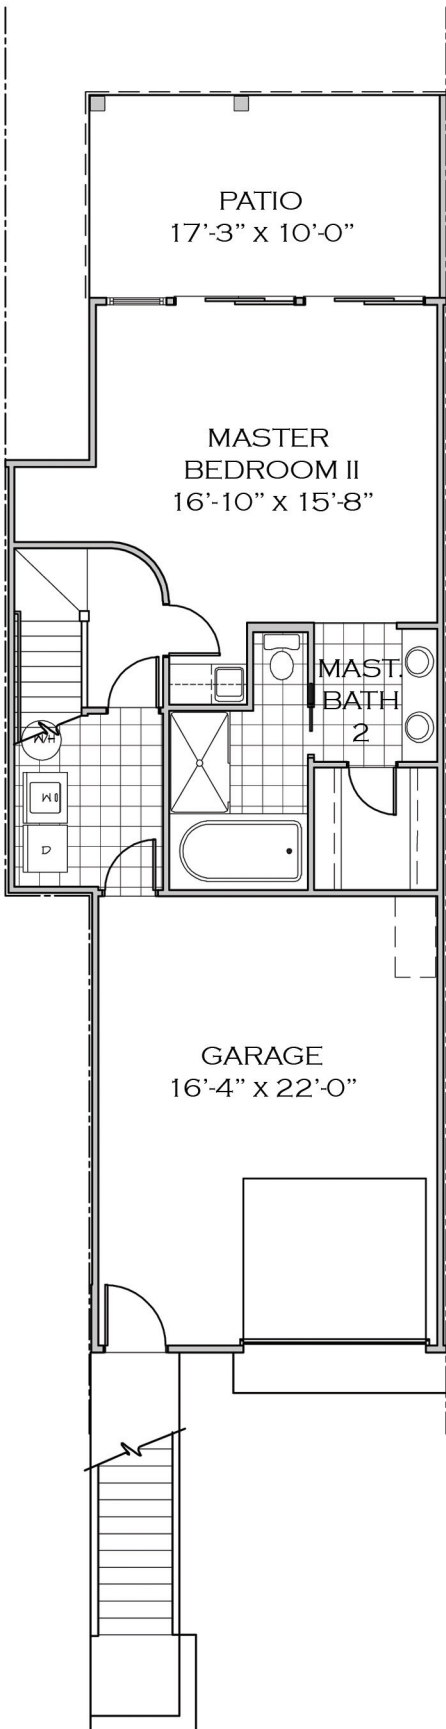 PATIO
17'-3" X 10'-0"
MASTER
BEDROOM II
16'-10" X 15'-8"
MAST.
BATH
2
W/H
W
D
GARAGE
16'-4" X 22'-0"